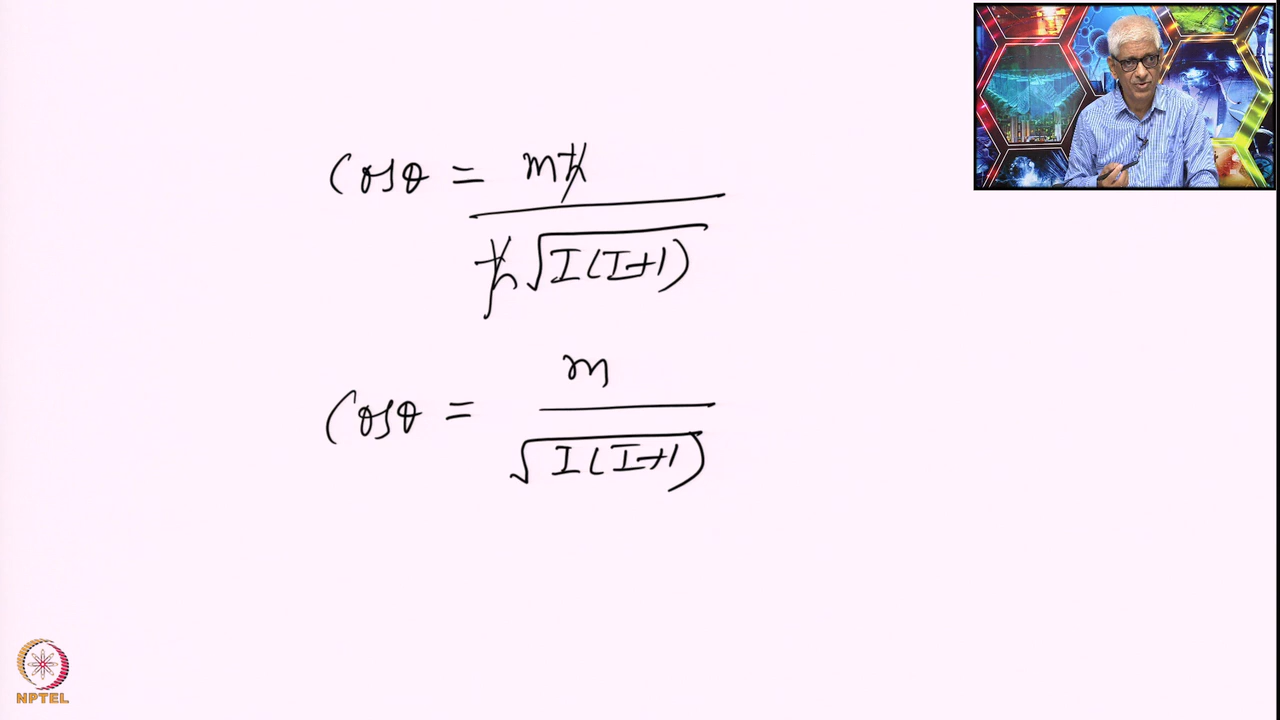 cosθ = mħ
ħ√I(I+1)
cosθ = m
√I(I+1)
NPTEL